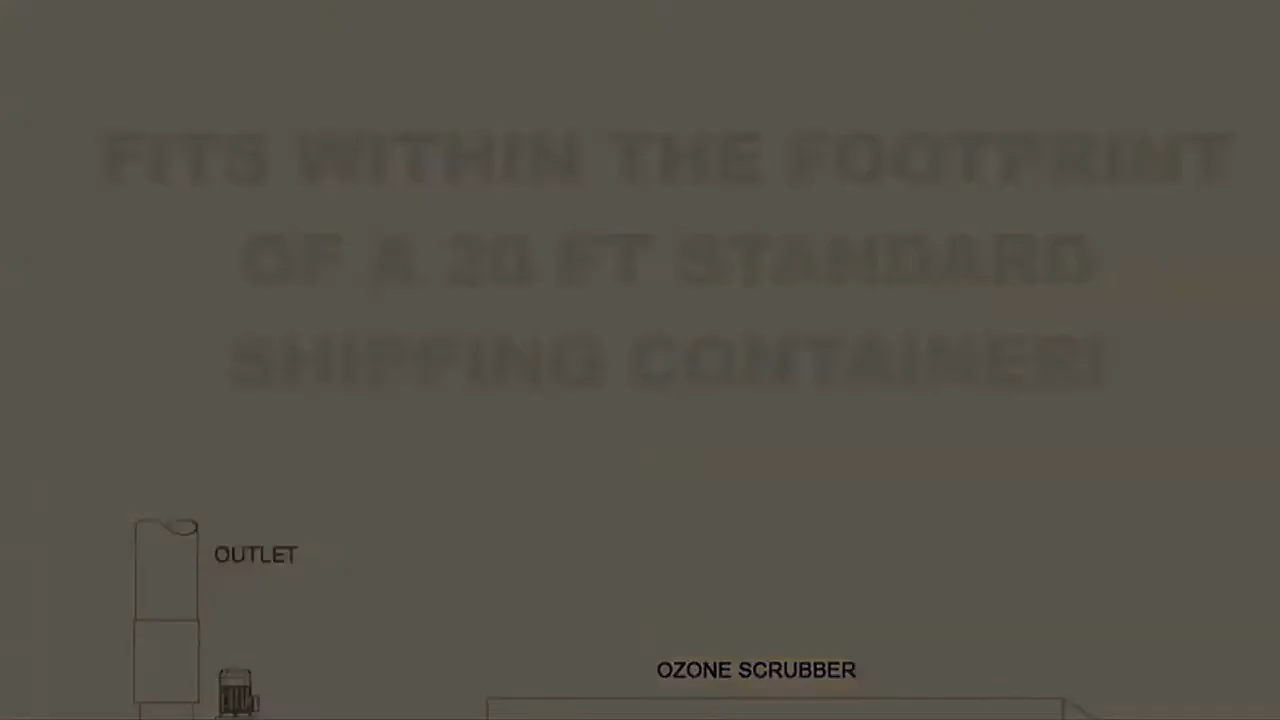 FITS WITHIN THE FOOTPRINT
OF A 20 FT STANDARD
SHIPPING CONTAINER!
OUTLET
OZONE SCRUBBER